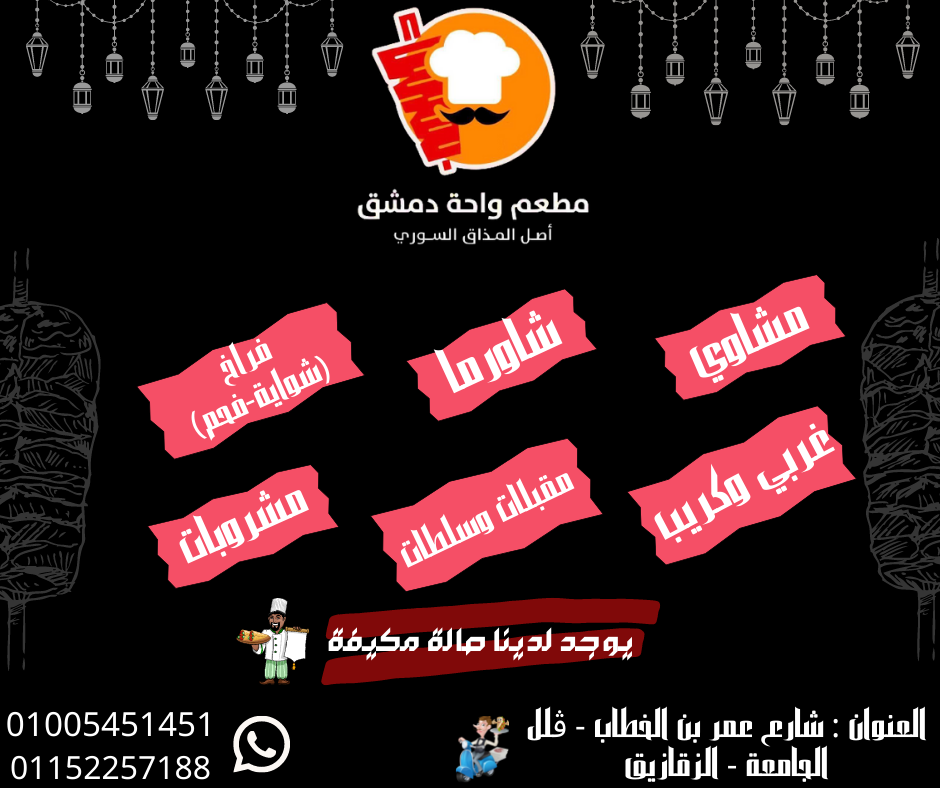 مطعم واحة دمشق
أصل المذاق السوري
مشاوي
شاورما
فراخ
(شواية-فحم)
غربي وكريب
مقبلات وسلطات
مشروبات
يوجد لدينا صالة مكيفة
العنوان : شارع عمر بن الخطاب - ڤلل
الجامعة - الزقازيق
01005451451
01152257188